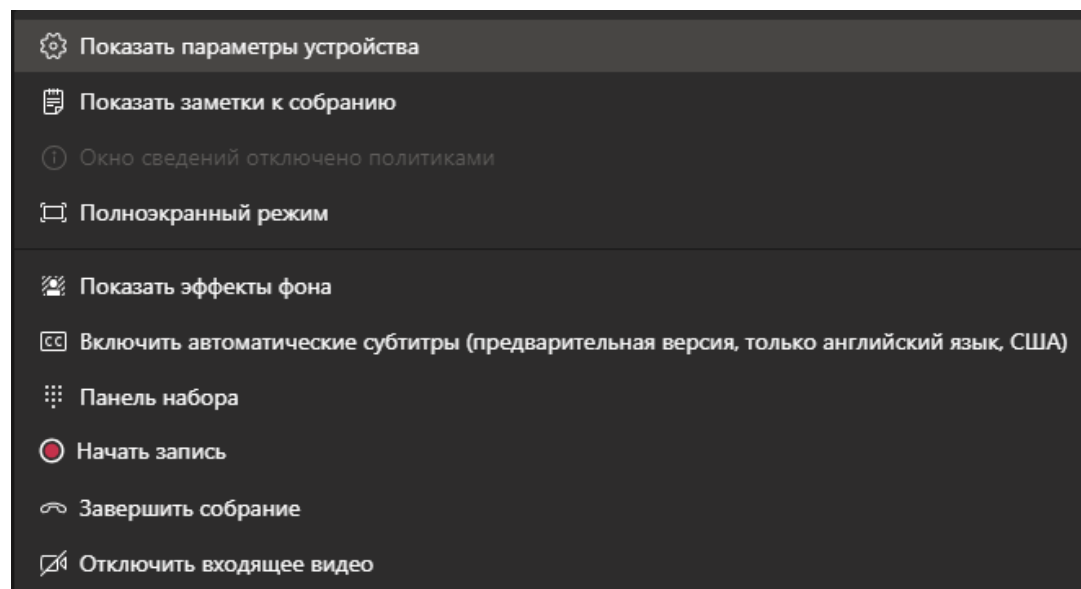 Показать параметры устройства
Показать заметки к собранию
Окно сведений отключено политиками
Полноэкранный режим
Показать эффекты фона
CC Включить автоматические субтитры (предварительная версия, только английский язык, США)
Панель набора
Начать запись
Завершить собрание
Отключить входящее видео